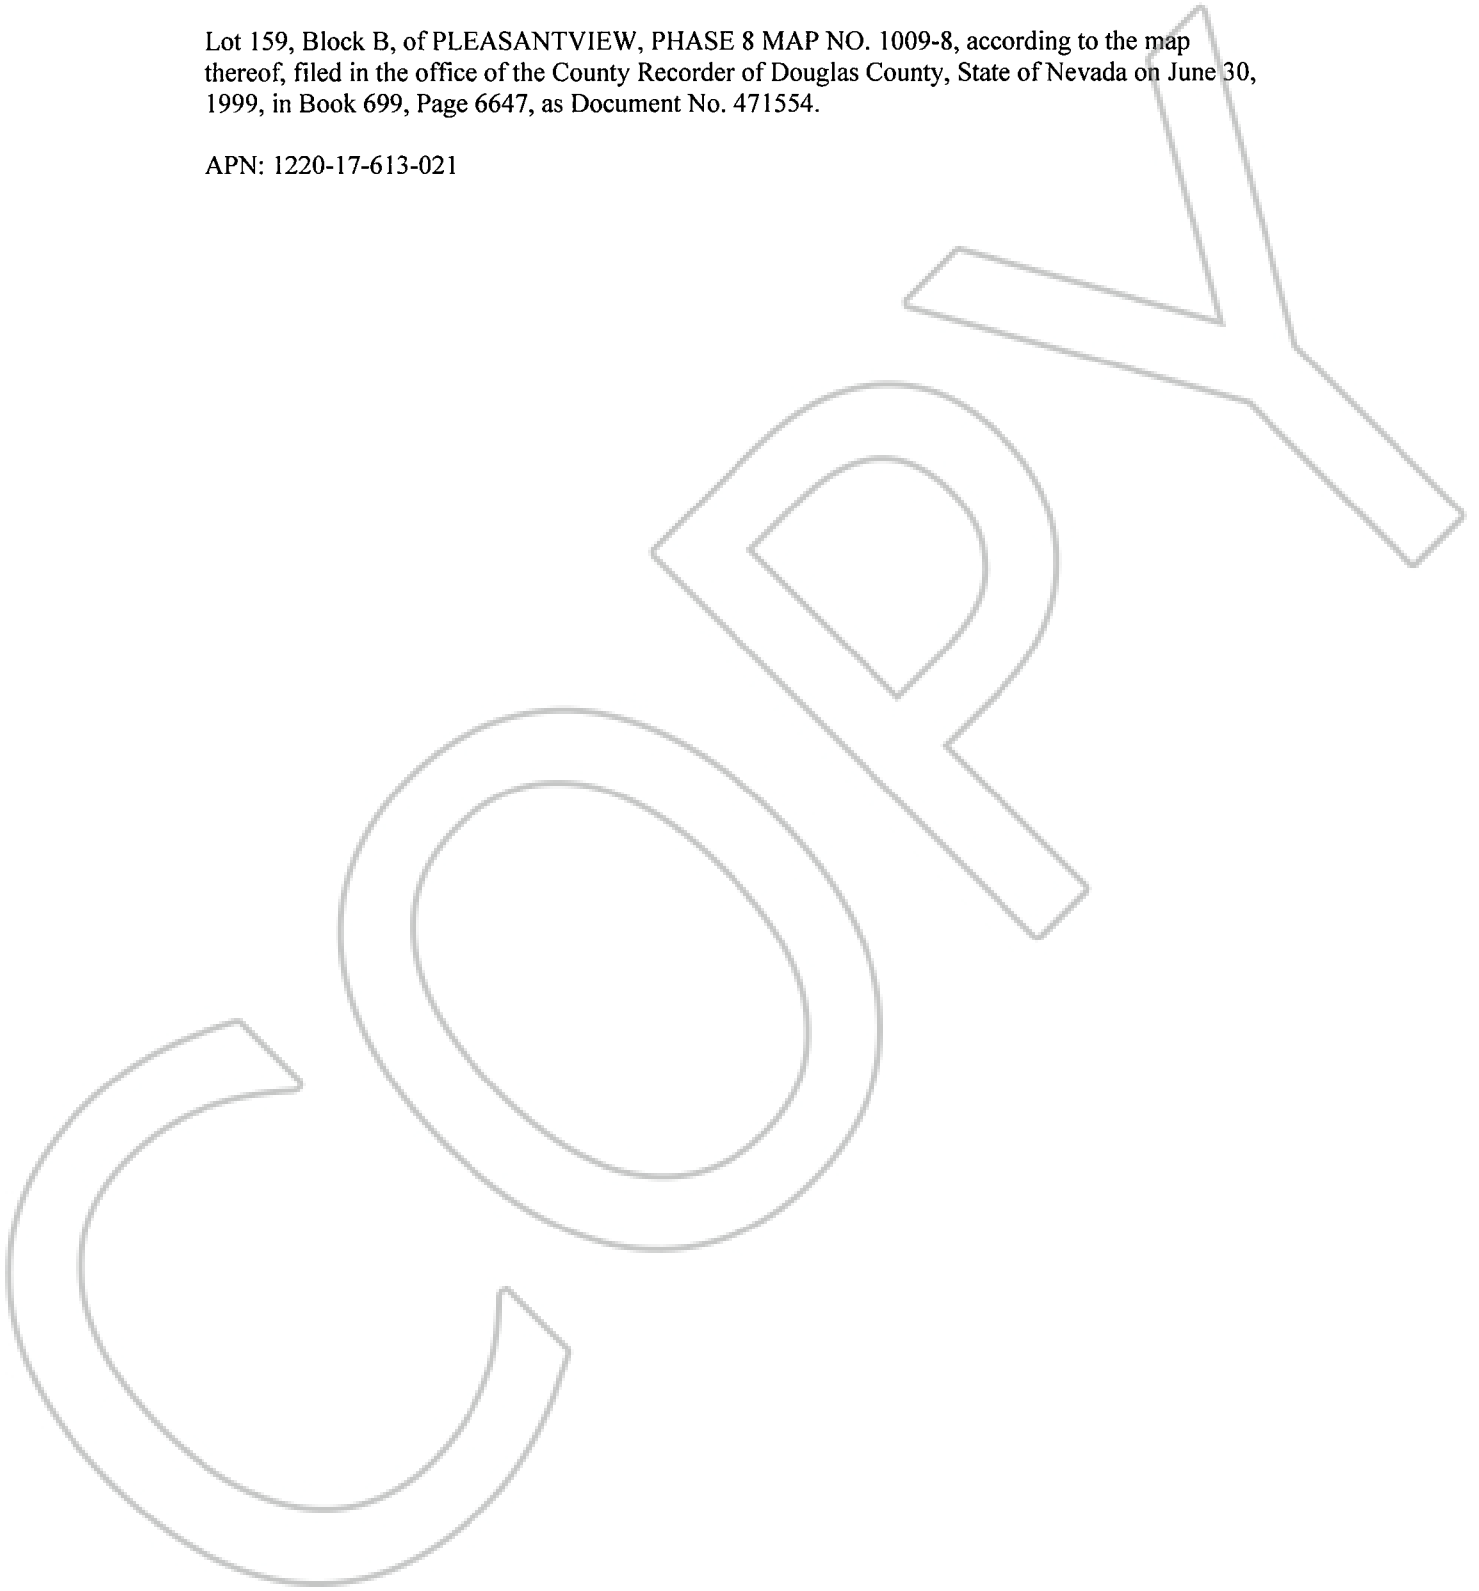 Lot 159, Block B, of PLEASANTVIEW, PHASE 8 MAP NO. 1009-8, according to the map
thereof, filed in the office of the County Recorder of Douglas County, State of Nevada on June 30,
1999, in Book 699, Page 6647, as Document No. 471554.
APN: 1220-17-613-021
COPY